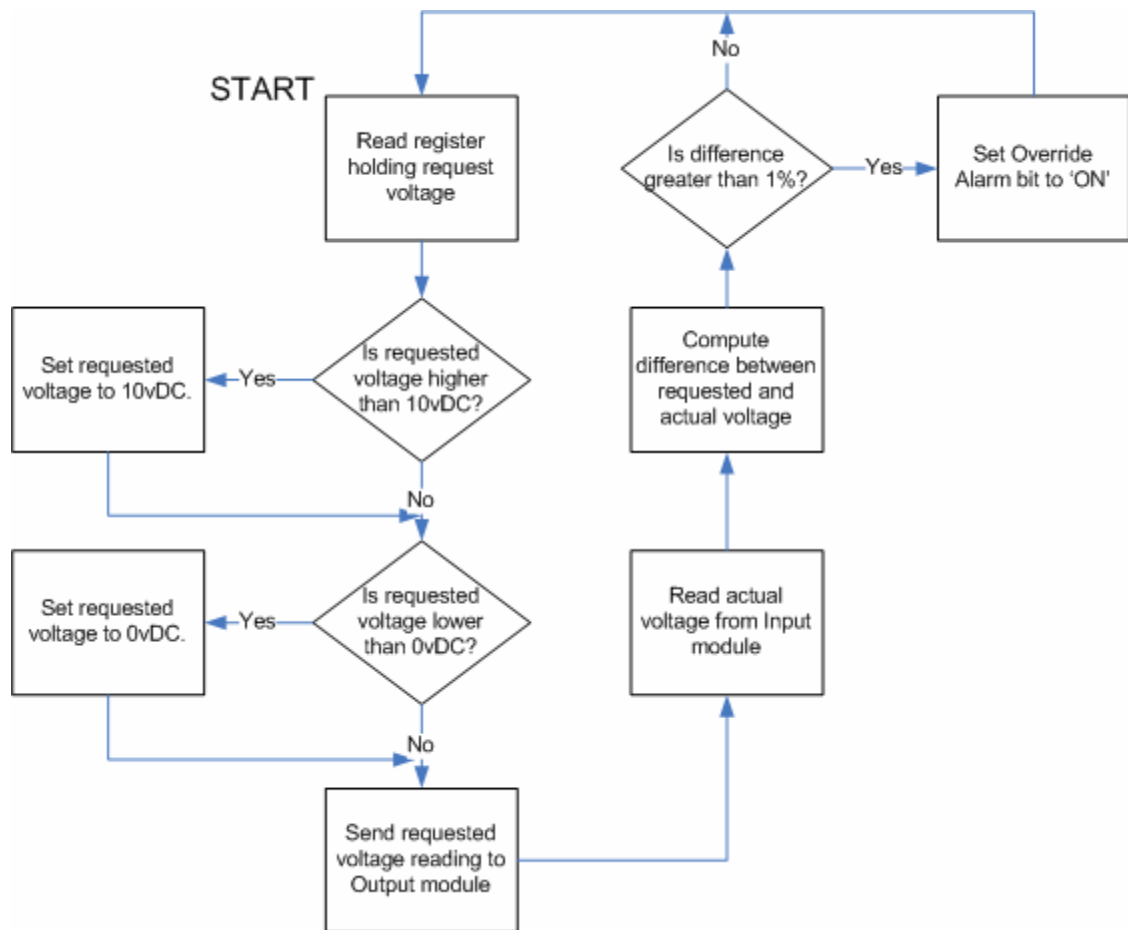 START
Read register
holding request
voltage
Is requested
voltage higher
than 10vDC?
Yes
Set requested
voltage to 10vDC.
No
Is requested
voltage lower
than 0vDC?
Yes
Set requested
voltage to 0vDC.
No
Send requested
voltage reading to
Output module
Read actual
voltage from Input
module
Compute
difference between
requested and
actual voltage
Is difference
greater than 1%?
No
Yes
Set Override
Alarm bit to ‘ON’